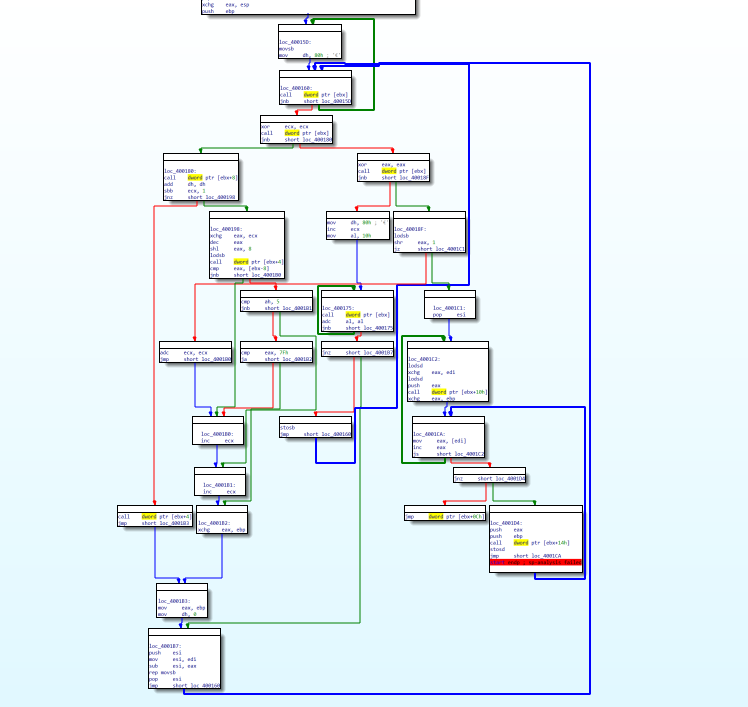 xchg eax, esp
push ebp
loc_40015D:
movsb
mov dh, 80h ; '€'
loc_400160:
call dword ptr [ebx]
jnb short loc_40015D
xor ecx, ecx
call dword ptr [ebx]
jnb short loc_400180
loc_400180:
call dword ptr [ebx+8]
add dh, dh
sbb ecx, 1
jnz short loc_400198
xor eax, eax
call dword ptr [ebx]
jnb short loc_40018F
loc_400198:
xchg eax, ecx
dec eax
shl eax, 8
lodsb
call dword ptr [ebx+4]
cmp eax, [ebx-8]
jnb short loc_4001B0
mov dh, 80h ; '€'
inc ecx
mov al, 10h
loc_40018F:
lodsb
shr eax, 1
jz short loc_4001C1
cmp ah, 5
jnb short loc_4001B1
loc_400175:
call dword ptr [ebx]
adc al, al
jnb short loc_400175
loc_4001C1:
pop esi
adc ecx, ecx
jmp short loc_4001B0
cmp eax, 7Fh
ja short loc_4001B2
jnz short loc_4001B7
loc_4001C2:
lodsd
xchg eax, edi
lodsd
push eax
call dword ptr [ebx+10h]
xchg eax, ebp
loc_4001B0:
inc ecx
stosb
jmp short loc_400160
loc_4001CA:
mov eax, [edi]
inc eax
js short loc_4001C2
loc_4001B1:
inc ecx
jnz short loc_4001D4
call dword ptr [ebx+4]
jmp short loc_4001B3
loc_4001B2:
xchg eax, ebp
jmp dword ptr [ebx+0Ch]
loc_4001D4:
push eax
push ebp
call dword ptr [ebx+14h]
stosd
jmp short loc_4001CA
loc_4001B3:
mov eax, ebp
mov dh, 0
loc_4001B7:
push esi
mov esi, edi
sub esi, eax
rep movsb
pop esi
jmp short loc_400160